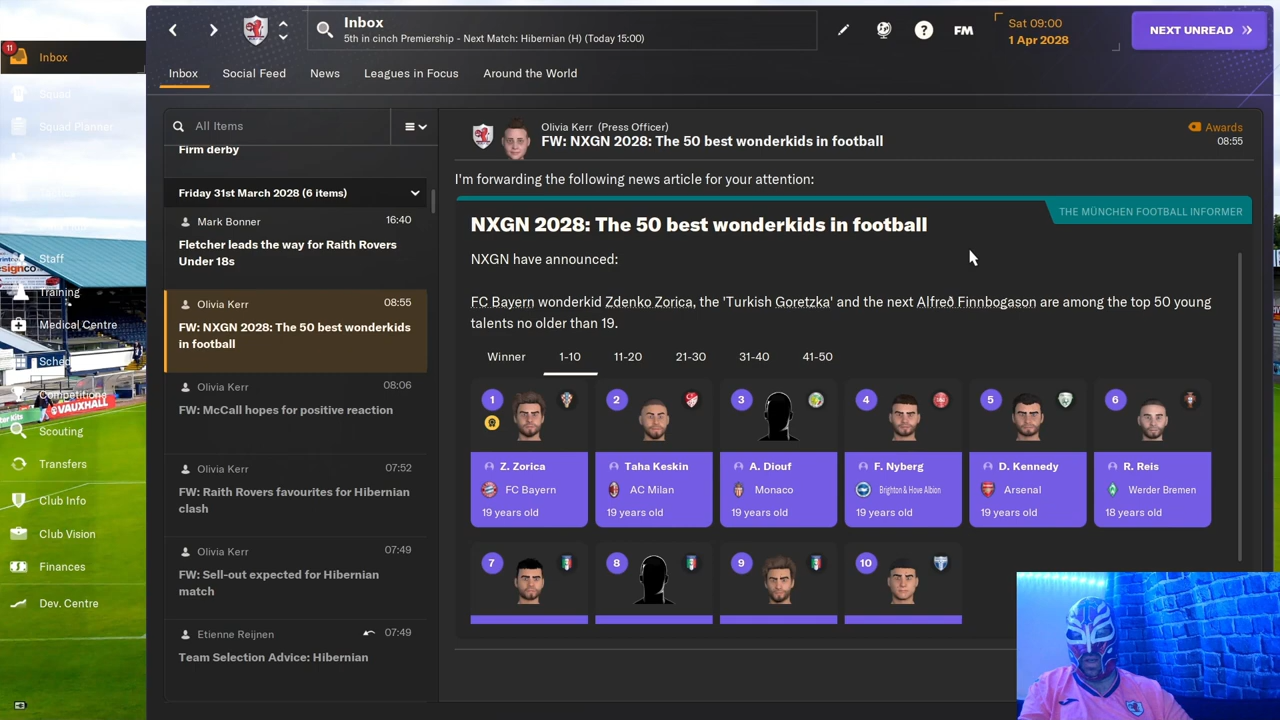 Inbox
5th in cinch Premiership - Next Match: Hibernian (H) (Today 15:00)
FM
Sat 09:00
1 Apr 2028
NEXT UNREAD
11
Inbox
Squad
Squad Planner
Staff
Training
Medical Centre
Sched
Competitions
VAUXHALL
Scouting
Transfers
Club Info
Club Vision
Finances
Dev. Centre
Inbox
Social Feed
News
Leagues in Focus
Around the World
All Items
Firm derby
Friday 31st March 2028 (6 items)
Mark Bonner
16:40
Fletcher leads the way for Raith Rovers
Under 18s
Olivia Kerr
08:55
FW: NXGN 2028: The 50 best wonderkids
in football
Olivia Kerr
08:06
FW: McCall hopes for positive reaction
Olivia Kerr
07:52
FW: Raith Rovers favourites for Hibernian
clash
Olivia Kerr
07:49
FW: Sell-out expected for Hibernian
match
Etienne Reijnen
07:49
Team Selection Advice: Hibernian
Olivia Kerr (Press Officer)
FW: NXGN 2028: The 50 best wonderkids in football
Awards
08:55
I'm forwarding the following news article for your attention:
THE MÜNCHEN FOOTBALL INFORMER
NXGN 2028: The 50 best wonderkids in football
NXGN have announced:
FC Bayern wonderkid Zdenko Zorica, the 'Turkish Goretzka' and the next Alfreð Finnbogason are among the top 50 young
talents no older than 19.
Winner
1-10
11-20
21-30
31-40
41-50
1
Z. Zorica
FC Bayern
19 years old
2
Taha Keskin
AC Milan
19 years old
3
A. Diouf
Monaco
19 years old
4
F. Nyberg
Brighton & Hove Albion
19 years old
5
D. Kennedy
Arsenal
19 years old
6
R. Reis
Werder Bremen
18 years old
7
8
9
10